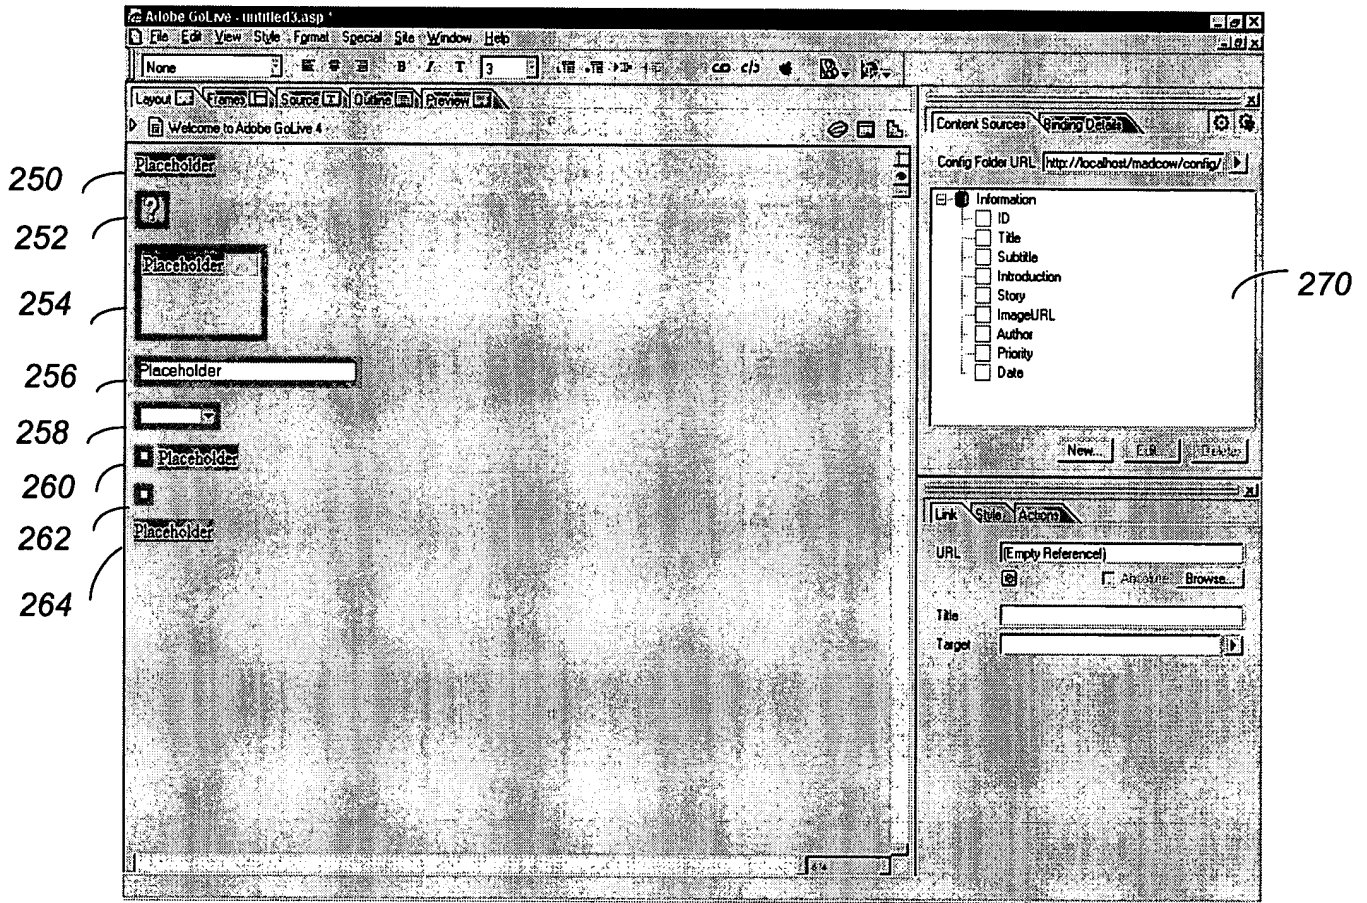 Adobe GoLive - untitled3.asp *
File Edit View Style Format Special Site Window Help
None
B I T 3
Layout Frames Source Outline Preview
Welcome to Adobe GoLive 4
Placeholder
250
?
252
Placeholder
254
Placeholder
256
258
Placeholder
260
262
Placeholder
264
Content Sources Binding Details
Config Folder URL http://localhost/madcow/config/
Information
ID
Title
Subtitle
Introduction
Story
ImageURL
Author
Priority
Date
270
New... Edit Delete
Link Style Actions
URL (Empty Reference!)
Absolute Browse...
Title
Target